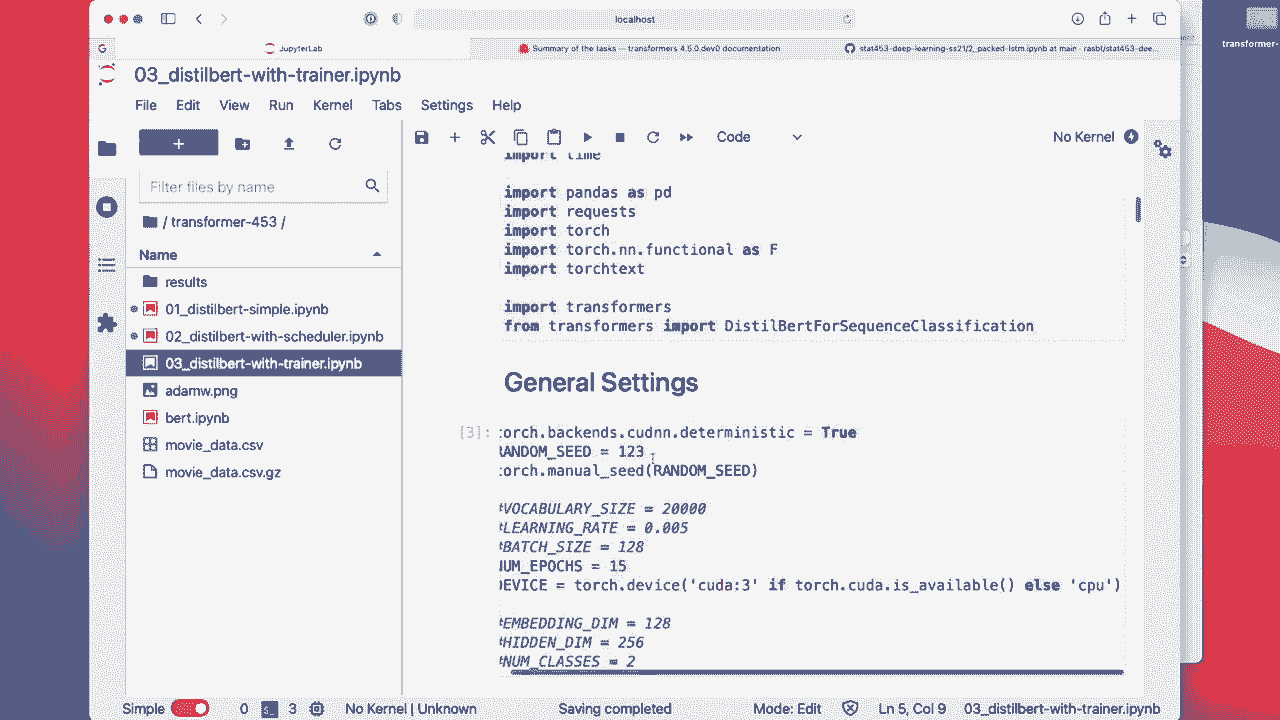 localhost
JupyterLab
Summary of the tasks — transformers 4.5.0.dev0 documentation
stat453-deep-learning-ss21/2_packed-lstm.ipynb at main · rasbt/stat453-dee...
transformer-
03_distilbert-with-trainer.ipynb
File Edit View Run Kernel Tabs Settings Help
Code
No Kernel
Filter files by name
/ transformer-453 /
Name
results
01_distilbert-simple.ipynb
02_distilbert-with-scheduler.ipynb
03_distilbert-with-trainer.ipynb
adamw.png
bert.ipynb
movie_data.csv
movie_data.csv.gz
import time
import pandas as pd
import requests
import torch
import torch.nn.functional as F
import torchtext
import transformers
from transformers import DistilBertForSequenceClassification
General Settings
[3]:
torch.backends.cudnn.deterministic = True
RANDOM_SEED = 123
torch.manual_seed(RANDOM_SEED)
#VOCABULARY_SIZE = 20000
#LEARNING_RATE = 0.005
#BATCH_SIZE = 128
NUM_EPOCHS = 15
DEVICE = torch.device('cuda:3' if torch.cuda.is_available() else 'cpu')
#EMBEDDING_DIM = 128
#HIDDEN_DIM = 256
#NUM_CLASSES = 2
Simple 0 3 No Kernel | Unknown Saving completed Mode: Edit Ln 5, Col 9 03_distilbert-with-trainer.ipynb